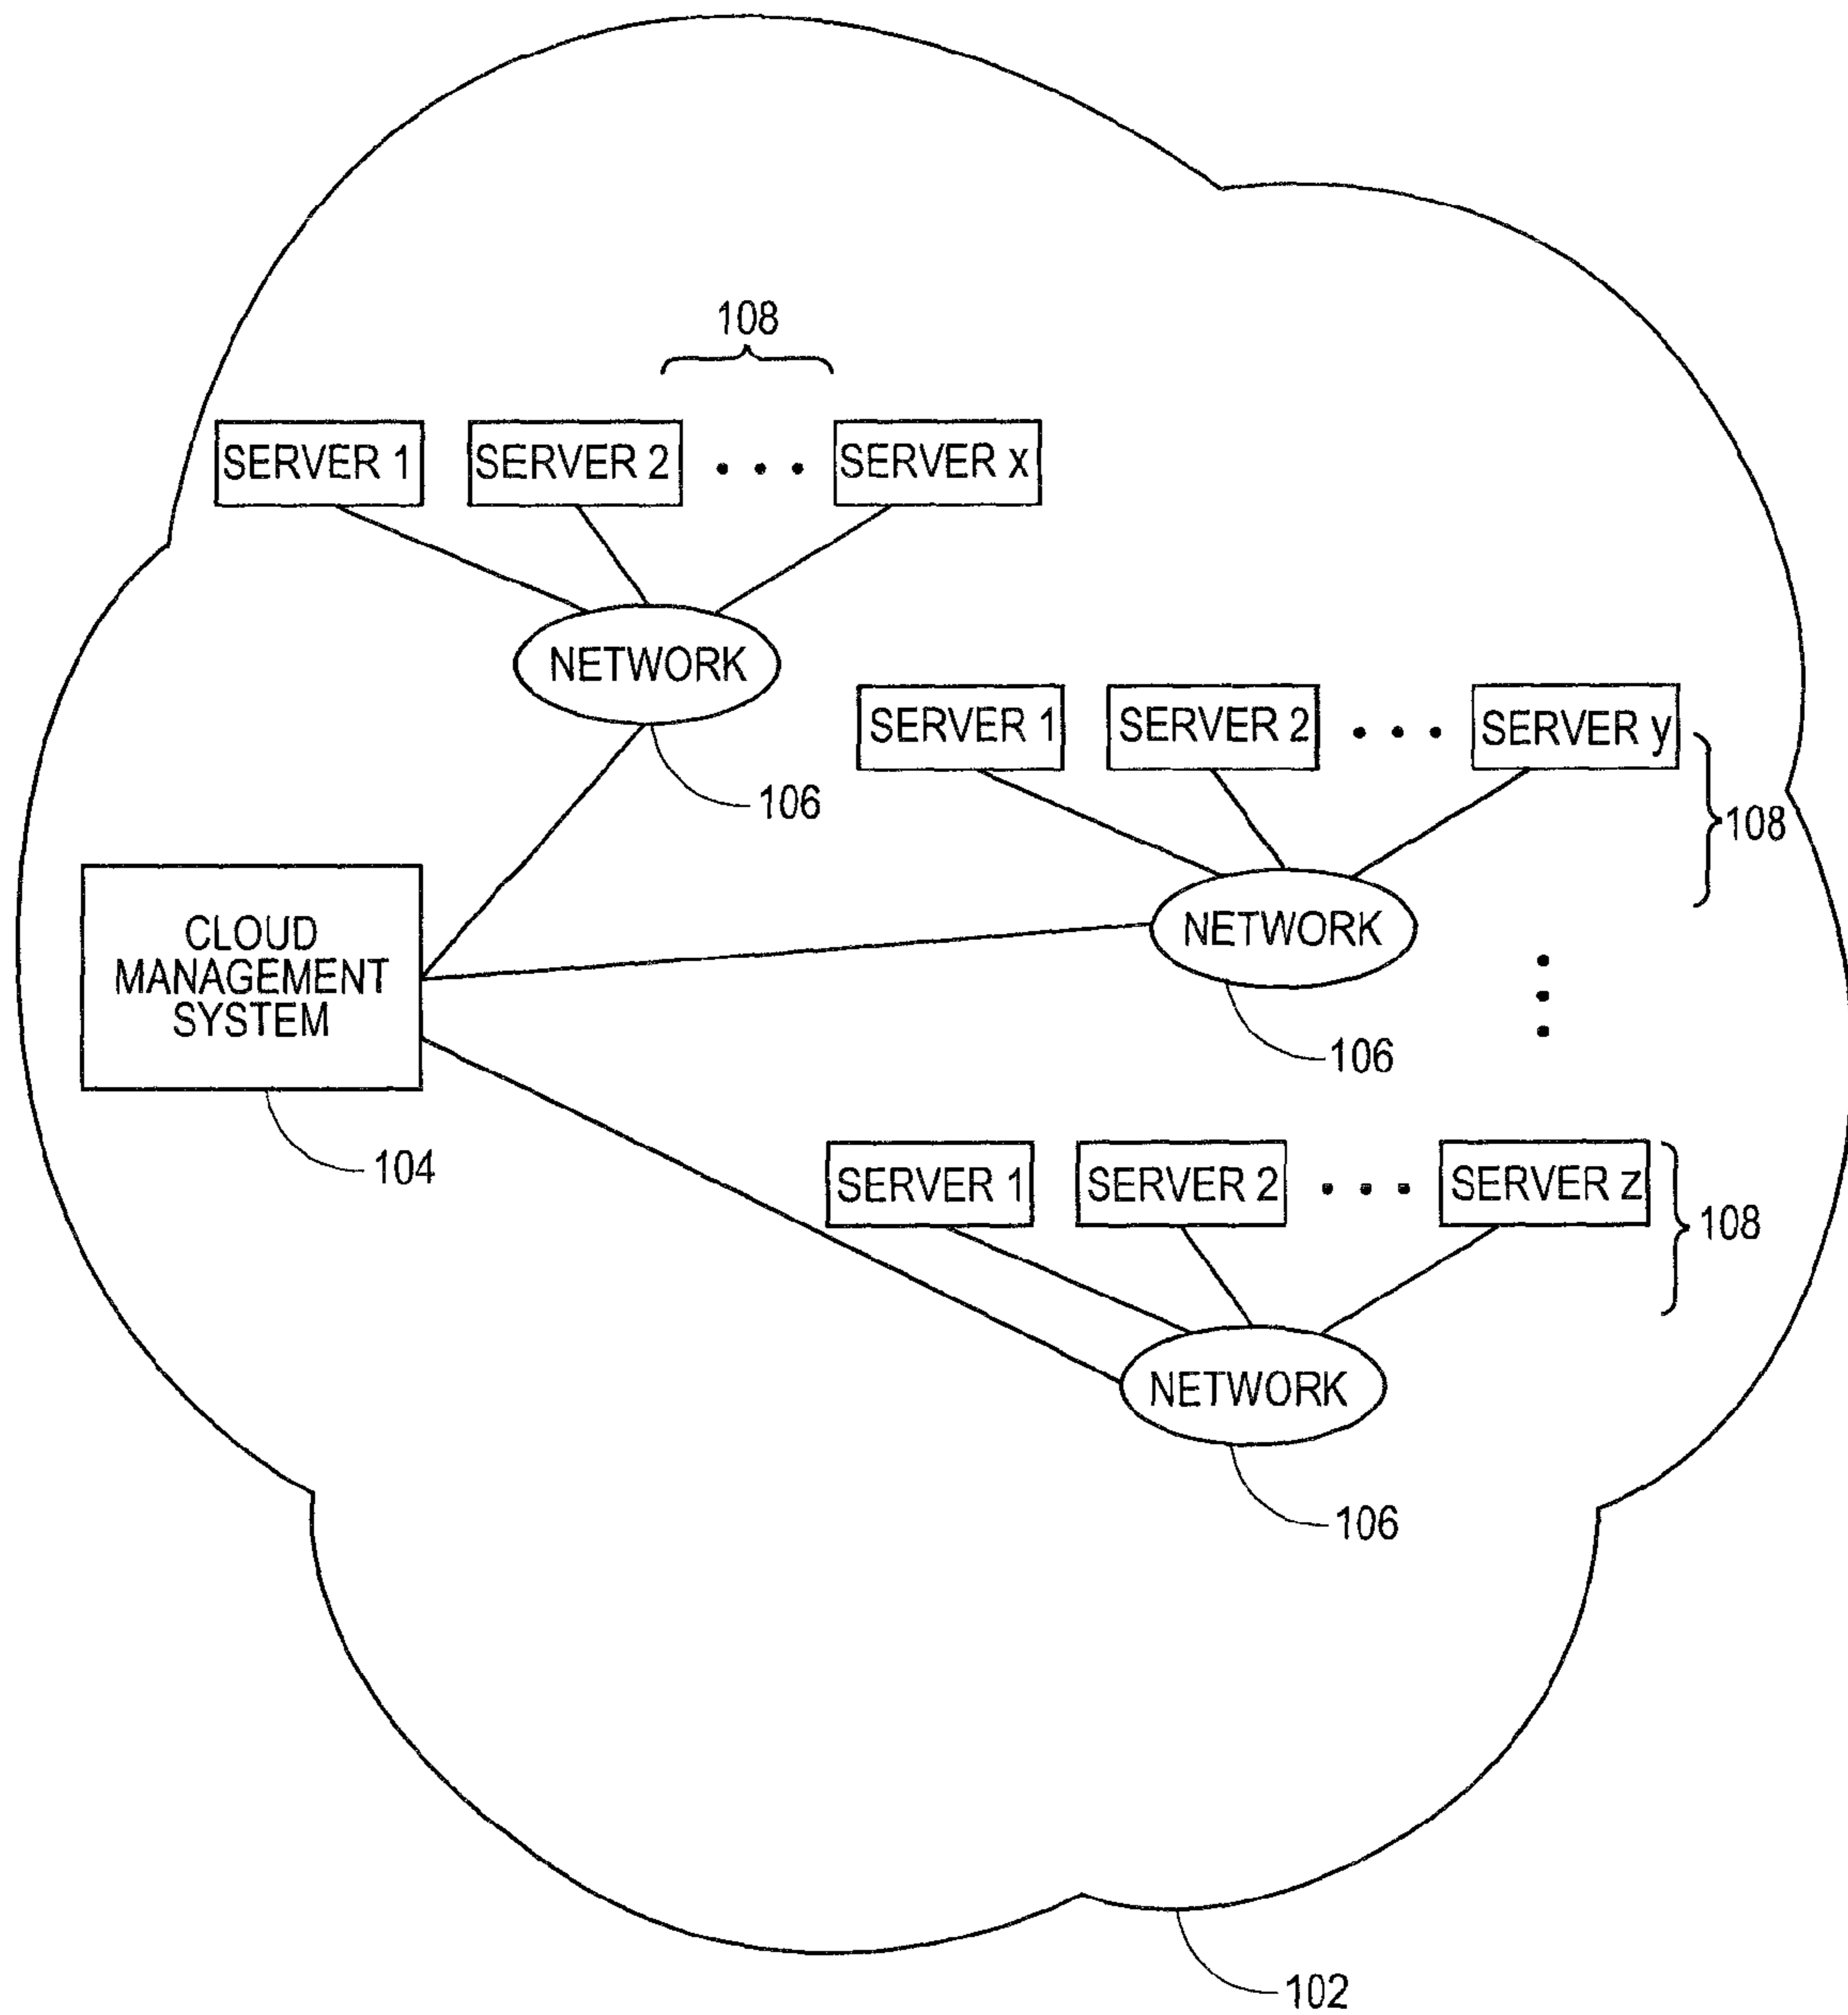 108
SERVER 1
SERVER 2
• • •
SERVER x
NETWORK
106
SERVER 1
SERVER 2
• • •
SERVER y
108
CLOUD
MANAGEMENT
SYSTEM
104
NETWORK
106
SERVER 1
SERVER 2
• • •
SERVER z
108
NETWORK
106
102